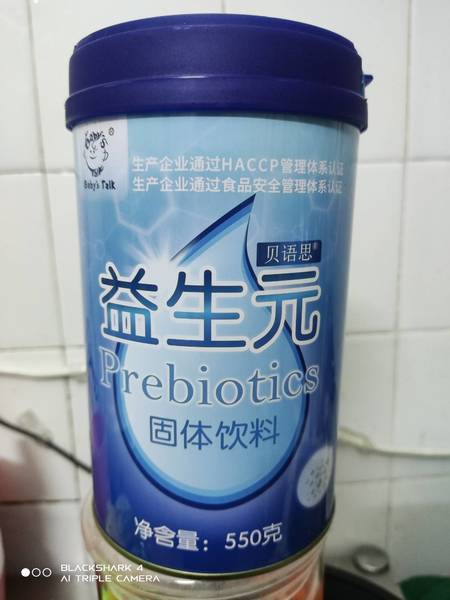 Baby's Talk
®
生产企业通过HACCP管理体系认证
生产企业通过食品安全管理体系认证
贝语思®
益生元
Prebiotics
固体饮料
净含量：550克
BLACKSHARK 4
AI TRIPLE CAMERA